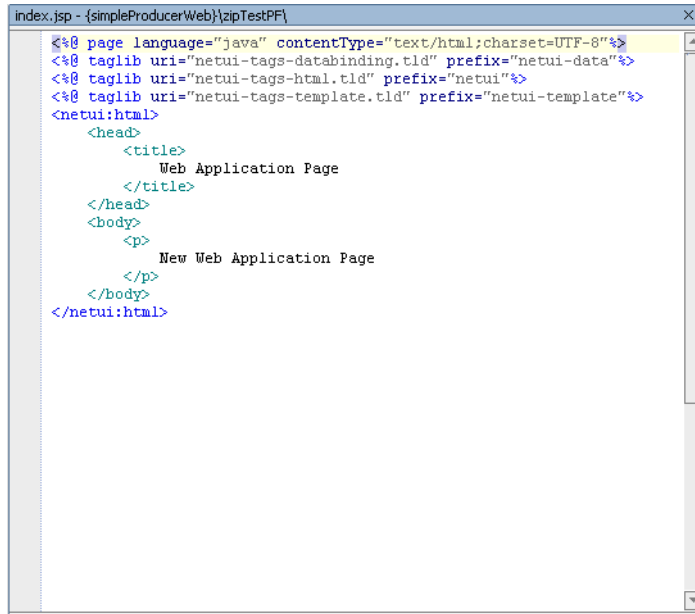 index.jsp - {simpleProducerWeb}\zipTestPF\
<%@ page language="java" contentType="text/html;charset=UTF-8"%>
<%@ taglib uri="netui-tags-databinding.tld" prefix="netui-data"%>
<%@ taglib uri="netui-tags-html.tld" prefix="netui"%>
<%@ taglib uri="netui-tags-template.tld" prefix="netui-template"%>
<netui:html>
    <head>
        <title>
            Web Application Page
        </title>
    </head>
    <body>
        <p>
            New Web Application Page
        </p>
    </body>
</netui:html>